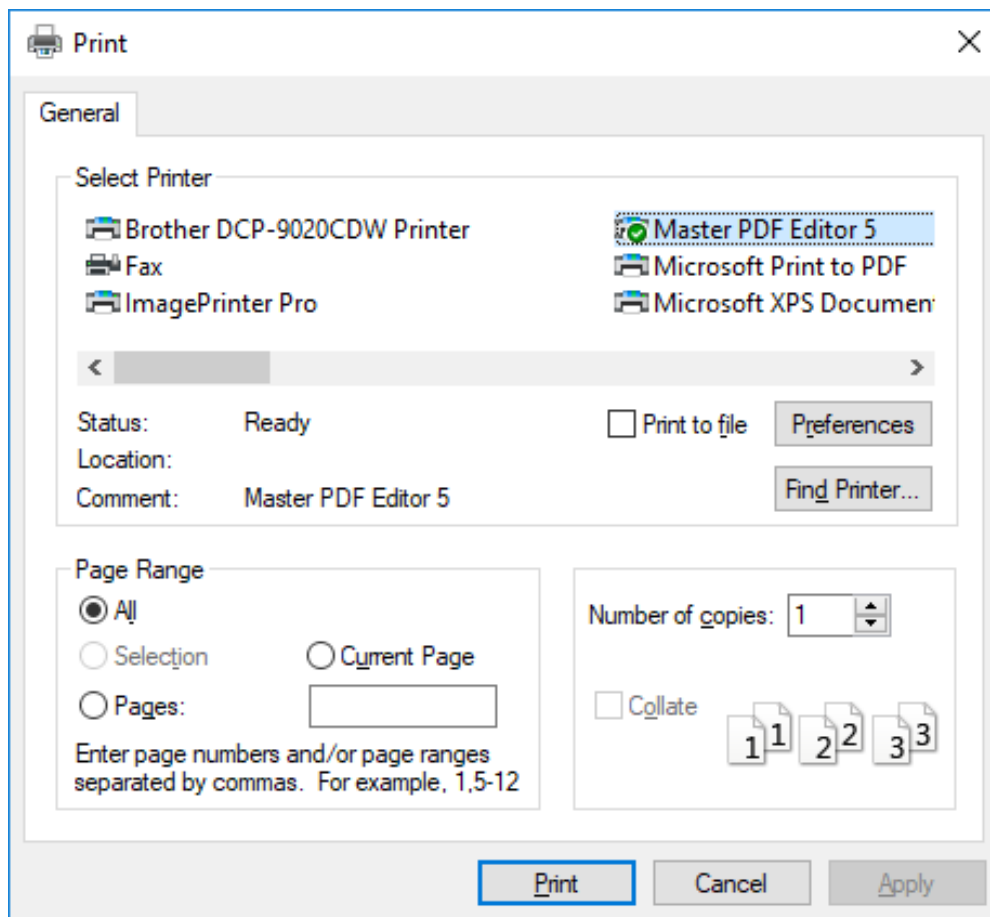 Print
General
Select Printer
Brother DCP-9020CDW Printer
Master PDF Editor 5
Fax
Microsoft Print to PDF
ImagePrinter Pro
Microsoft XPS Documen
Status: Ready
Print to file
Preferences
Location:
Comment: Master PDF Editor 5
Find Printer...
Page Range
All
Selection
Current Page
Pages:
Enter page numbers and/or page ranges
separated by commas. For example, 1,5-12
Number of copies: 1
Collate
1 1 2 2 3 3
Print
Cancel
Apply